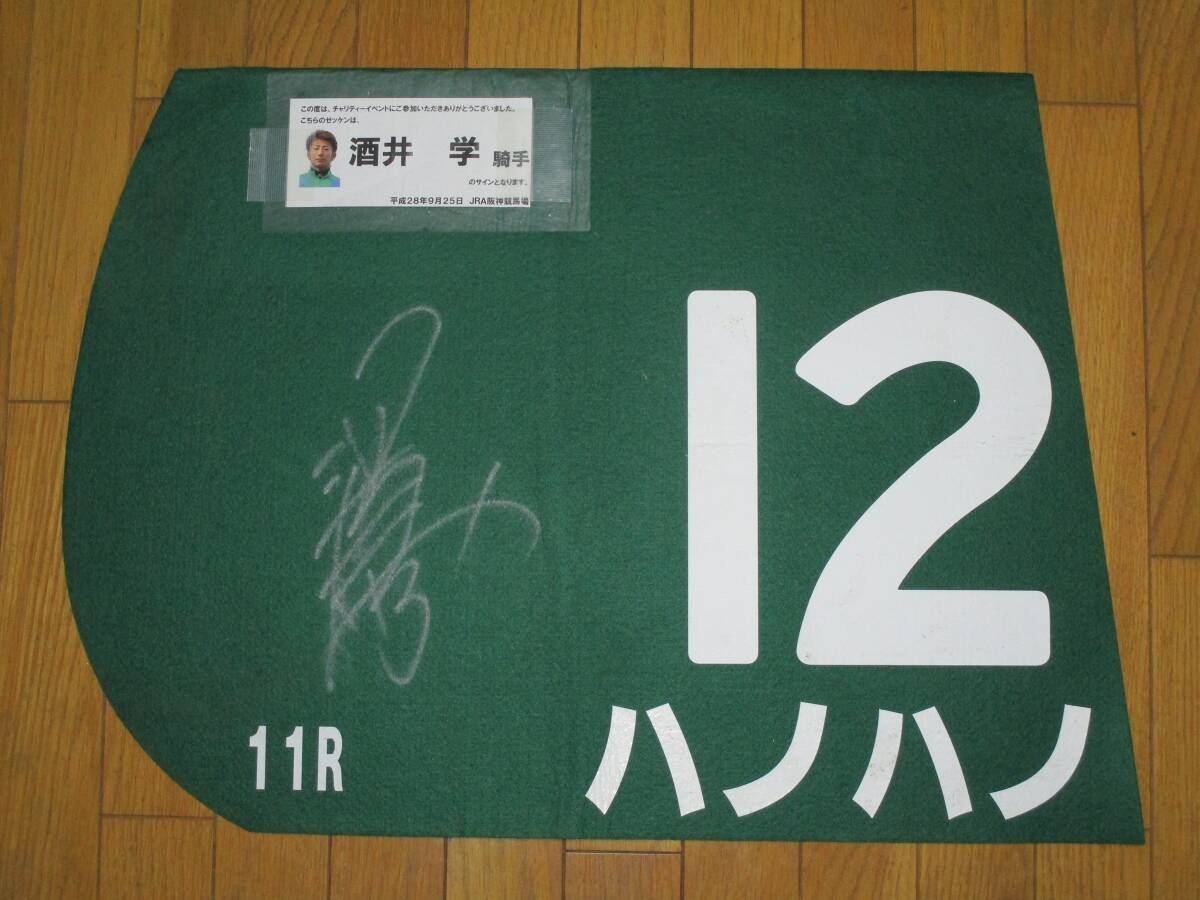 この度は、チャリティーイベントにご参加いただきありがとうございました。
こちらのゼッケンは、
酒井 学 騎手
のサインとなります。
平成28年9月25日 JRA阪神競馬場
12
11R
ハノハノ